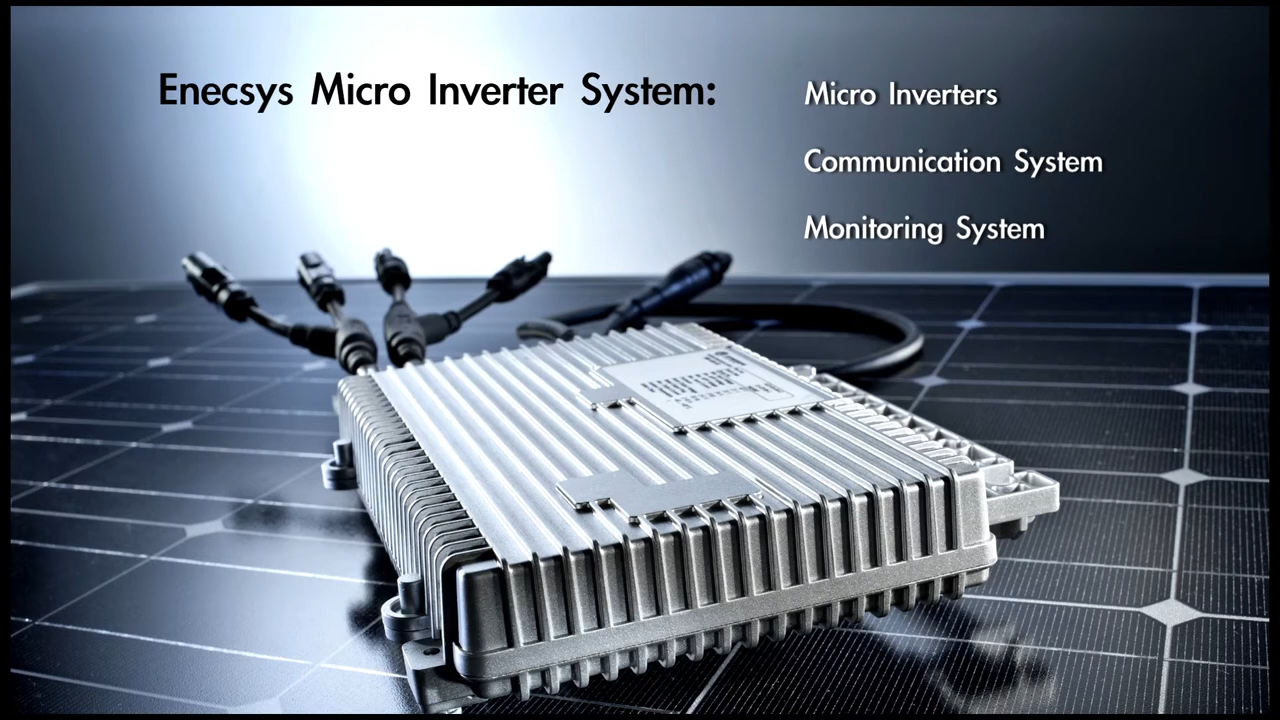 Enecsys Micro Inverter System:
Micro Inverters
Communication System
Monitoring System